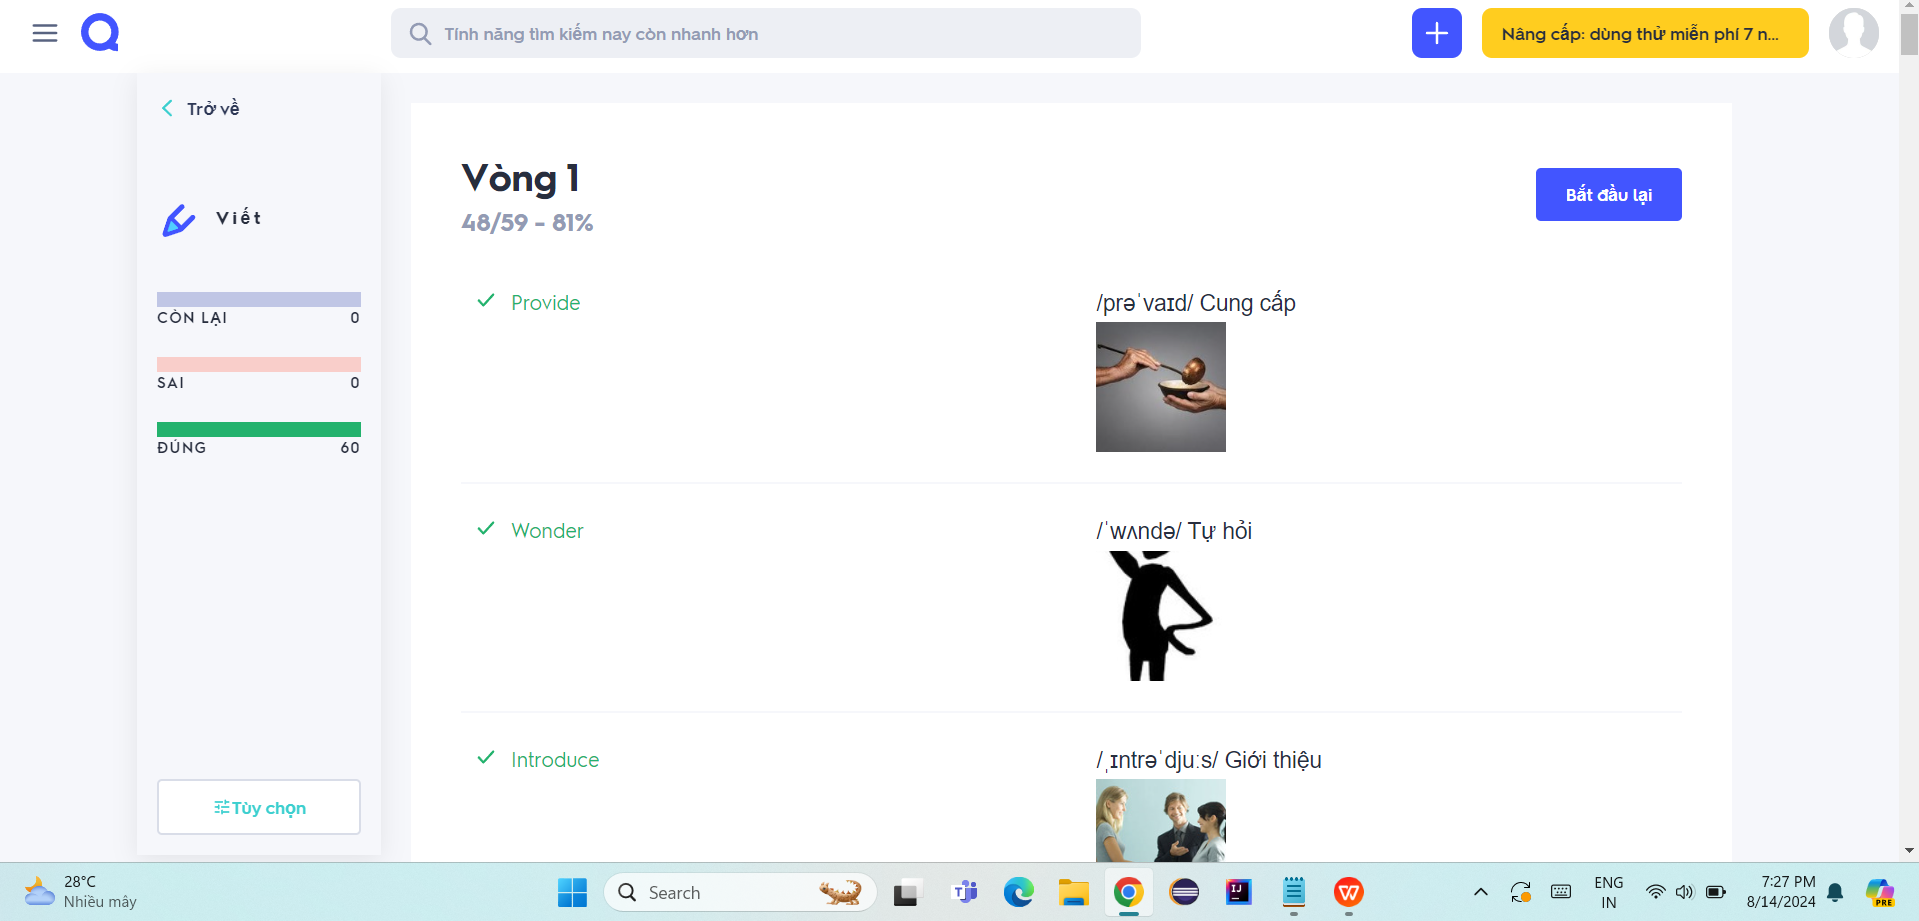 Tính năng tìm kiếm nay còn nhanh hơn
Nâng cấp: dùng thử miễn phí 7 n...
Trở về
Viết
CÒN LẠI 0
SAI 0
ĐÚNG 60
Tùy chọn
Vòng 1
48/59 - 81%
Bắt đầu lại
Provide
/prəˈvaɪd/ Cung cấp
Wonder
/ˈwʌndə/ Tự hỏi
Introduce
/ˌɪntrəˈdjuːs/ Giới thiệu
28°C
Nhiều mây
Search
ENG
IN
7:27 PM
8/14/2024
PRE